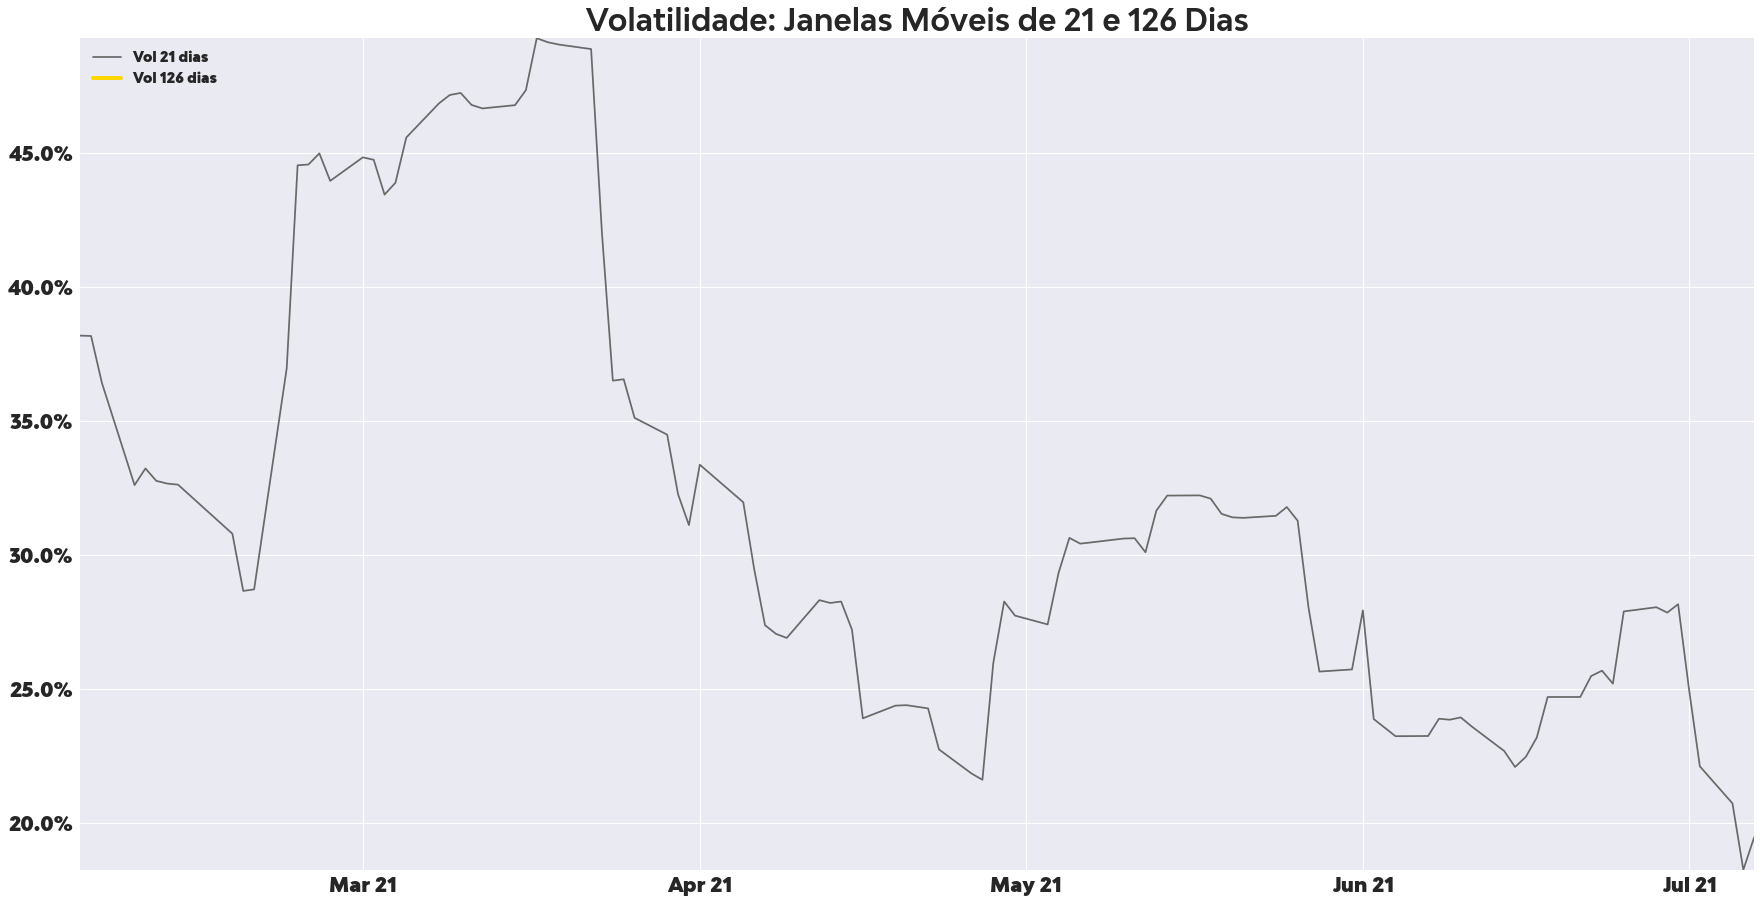 Volatilidade: Janelas Móveis de 21 e 126 Dias
Vol 21 dias
Vol 126 dias
45.0%
40.0%
35.0%
30.0%
25.0%
20.0%
Mar 21
Apr 21
May 21
Jun 21
Jul 21